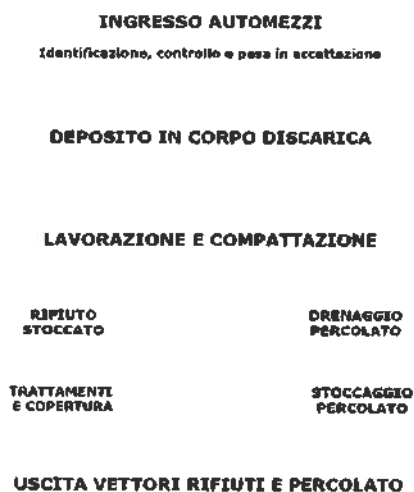 INGRESSO AUTOMEZZI
Identificazione, controllo e pesa in accettazione
DEPOSITO IN CORPO DISCARICA
LAVORAZIONE E COMPATTAZIONE
RIFIUTO
STOCCATO
DRENAGGIO
PERCOLATO
TRATTAMENTI
E COPERTURA
STOCCAGGIO
PERCOLATO
USCITA VETTORI RIFIUTI E PERCOLATO